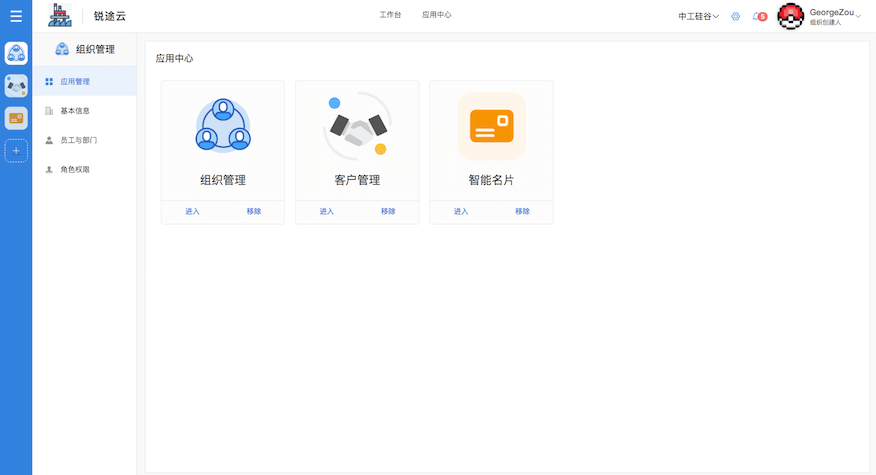 锐途云
工作台
应用中心
中工硅谷
5
GeorgeZou
组织创建人
组织管理
应用管理
基本信息
员工与部门
角色权限
应用中心
组织管理
进入
移除
客户管理
进入
移除
智能名片
进入
移除